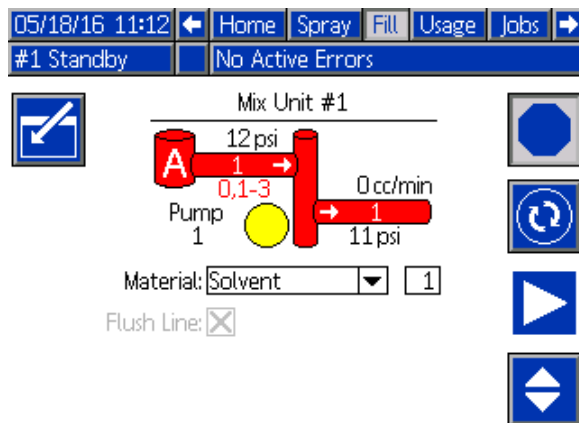 05/18/16 11:12 Home Spray Fill Usage Jobs
#1 Standby No Active Errors
Mix Unit #1
12 psi
A 1
0,1-3 0 cc/min
Pump 1
1 11 psi
Material: Solvent 1
Flush Line: